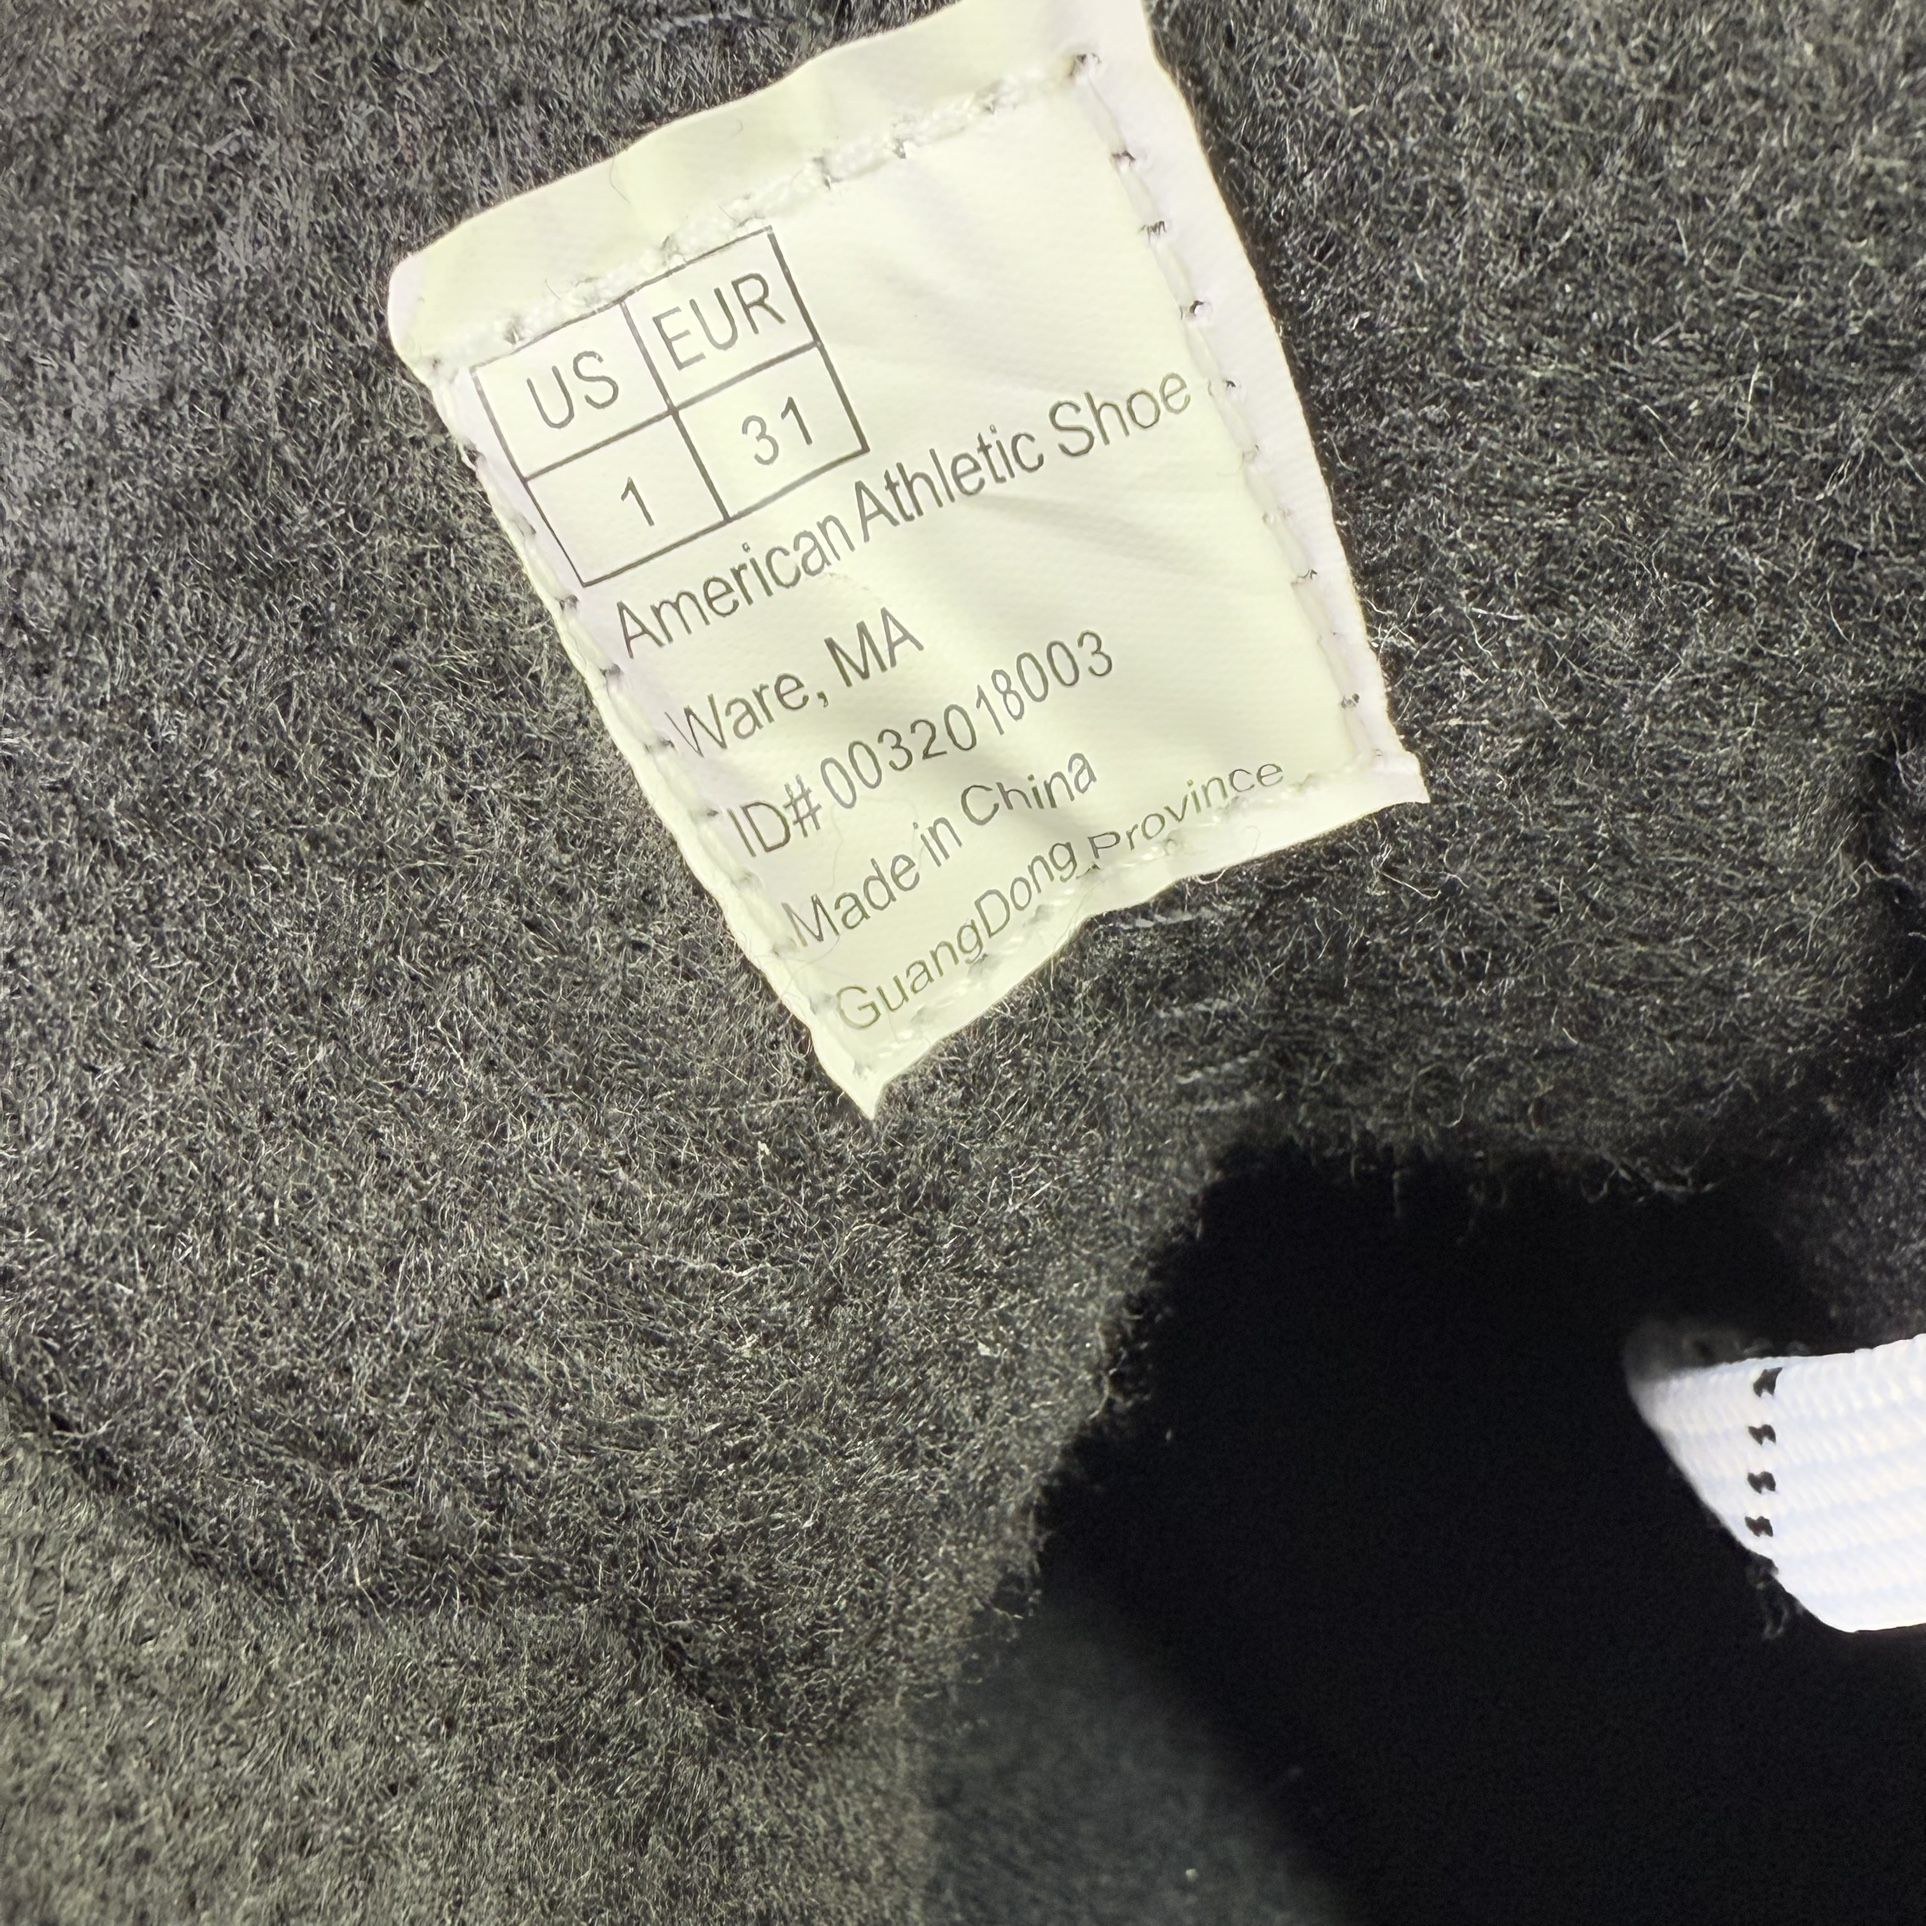 US EUR
1 31
American Athletic Shoe
Ware, MA
ID# 0032018003
Made in China
GuangDong Province